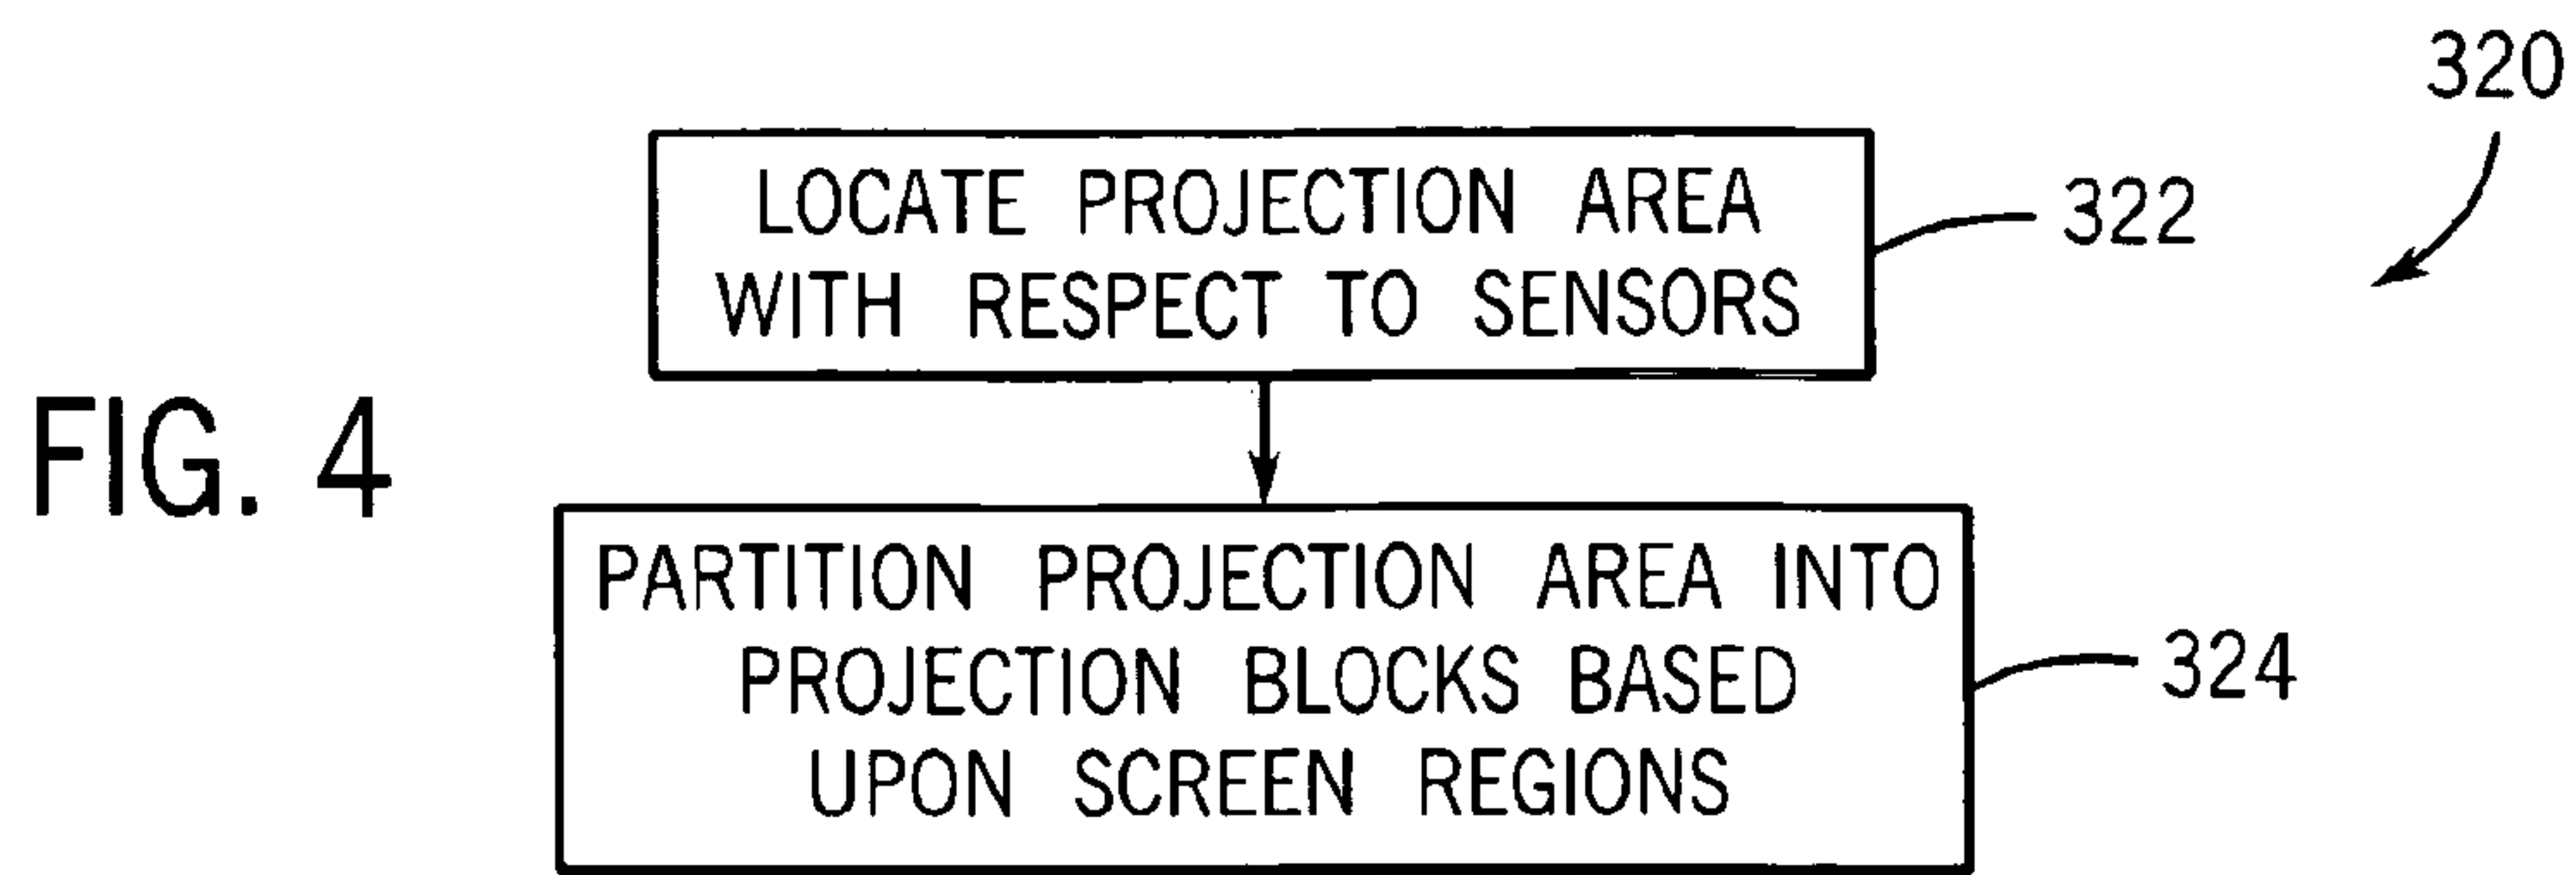 320
LOCATE PROJECTION AREA
WITH RESPECT TO SENSORS
322
FIG. 4
PARTITION PROJECTION AREA INTO
PROJECTION BLOCKS BASED
UPON SCREEN REGIONS
324